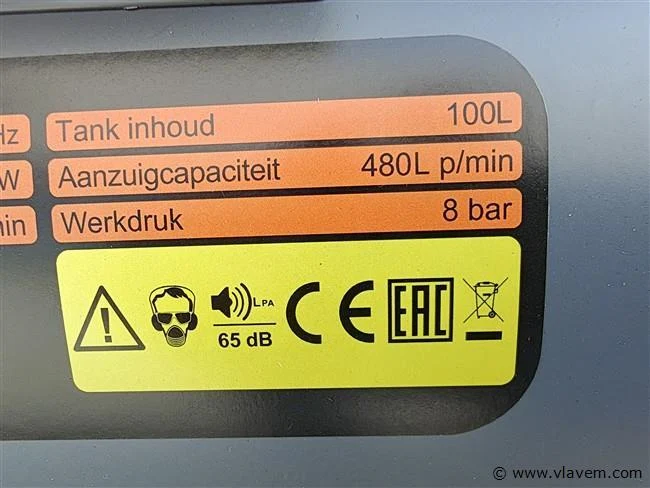 Hz
Tank inhoud 100L
W
Aanzuigcapaciteit 480L p/min
min
Werkdruk 8 bar
LPA
65 dB
CE
EAC
© www.vlavem.com